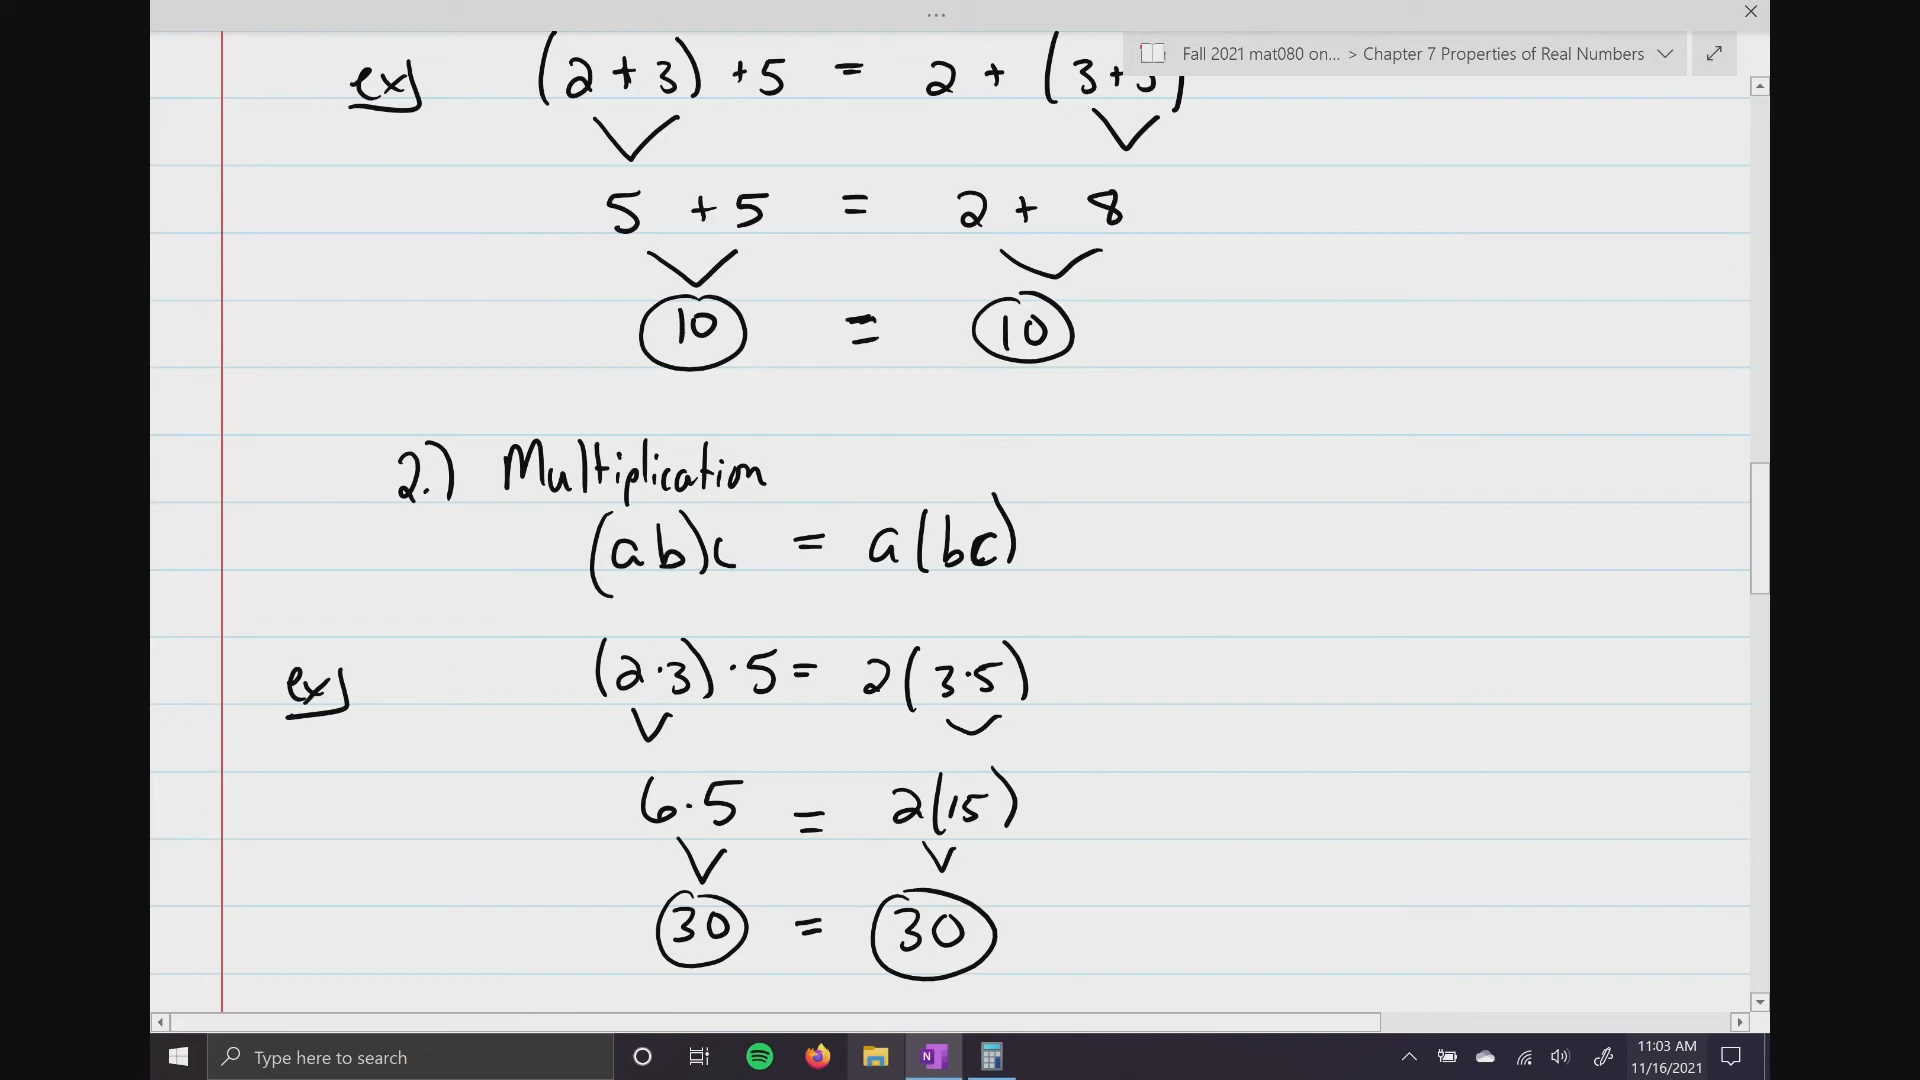 ...
Fall 2021 mat080 on... > Chapter 7 Properties of Real Numbers
ex) (2 + 3) + 5 = 2 + (3 + 5)
5 + 5 = 2 + 8
10 = 10
2.) Multiplication
(ab)c = a(bc)
ex) (2·3)·5 = 2(3·5)
6·5 = 2(15)
30 = 30
Type here to search
N
11:03 AM
11/16/2021